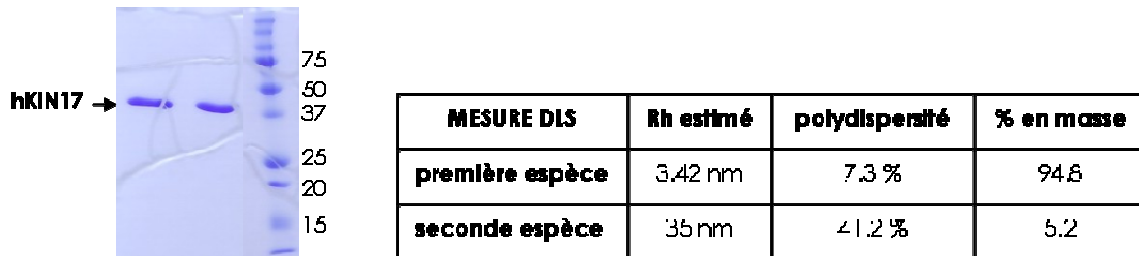 75
hKIN17
50
37
25
20
15
MESURE DLS Rh estimé polydispersité % en masse
première espèce 3.42 nm 7.3 % 94.8
seconde espèce 35 nm 41.2 % 5.2